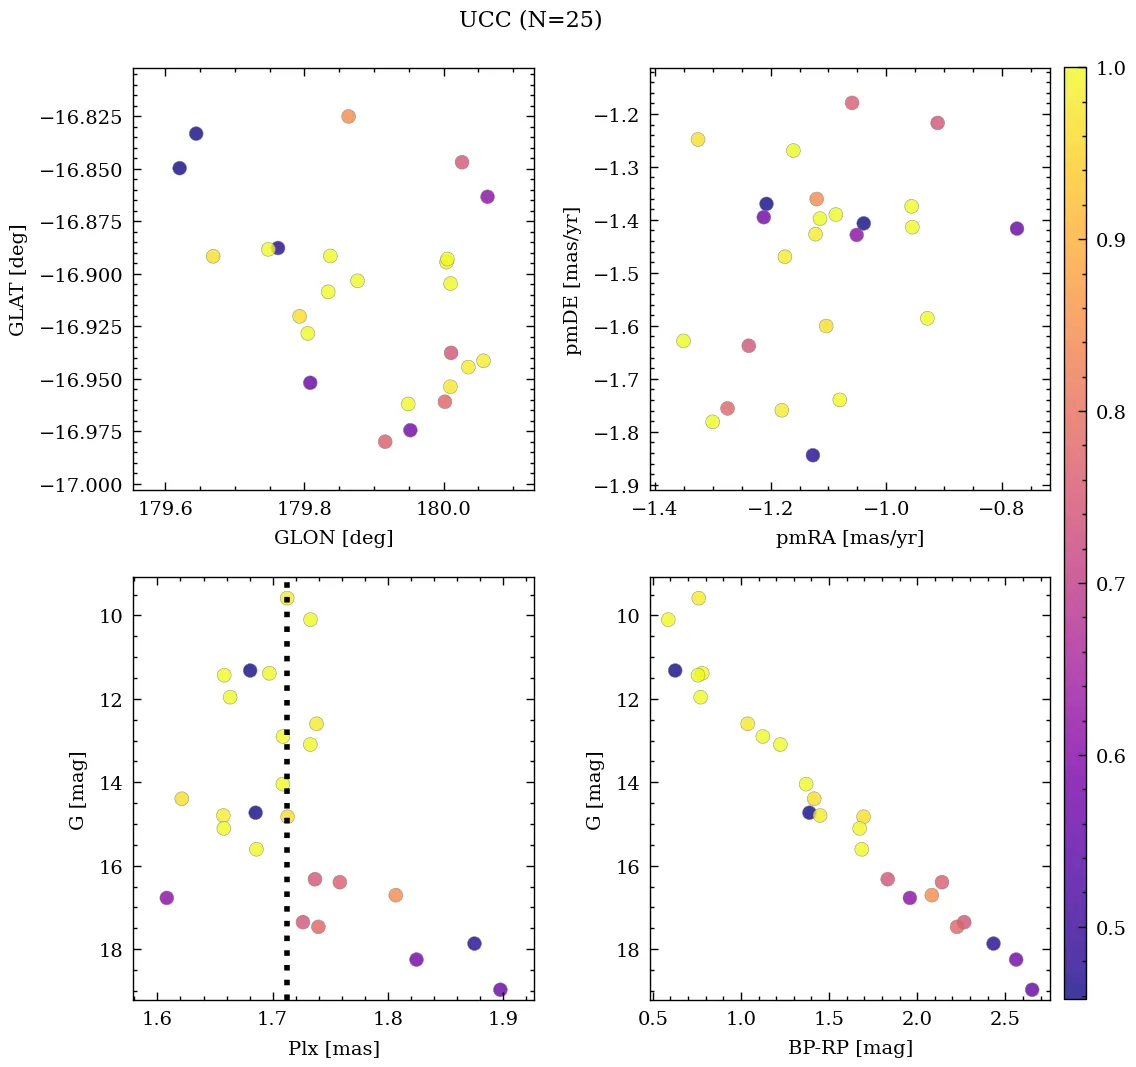 UCC (N=25)
−16.825
−16.850
−16.875
−16.900
−16.925
−16.950
−16.975
−17.000
GLAT [deg]
179.6 179.8 180.0
GLON [deg]
−1.2
−1.3
−1.4
−1.5
−1.6
−1.7
−1.8
−1.9
pmDE [mas/yr]
−1.4 −1.2 −1.0 −0.8
pmRA [mas/yr]
1.0
0.9
0.8
0.7
0.6
0.5
10
12
14
16
18
G [mag]
1.6 1.7 1.8 1.9
Plx [mas]
10
12
14
16
18
G [mag]
0.5 1.0 1.5 2.0 2.5
BP-RP [mag]